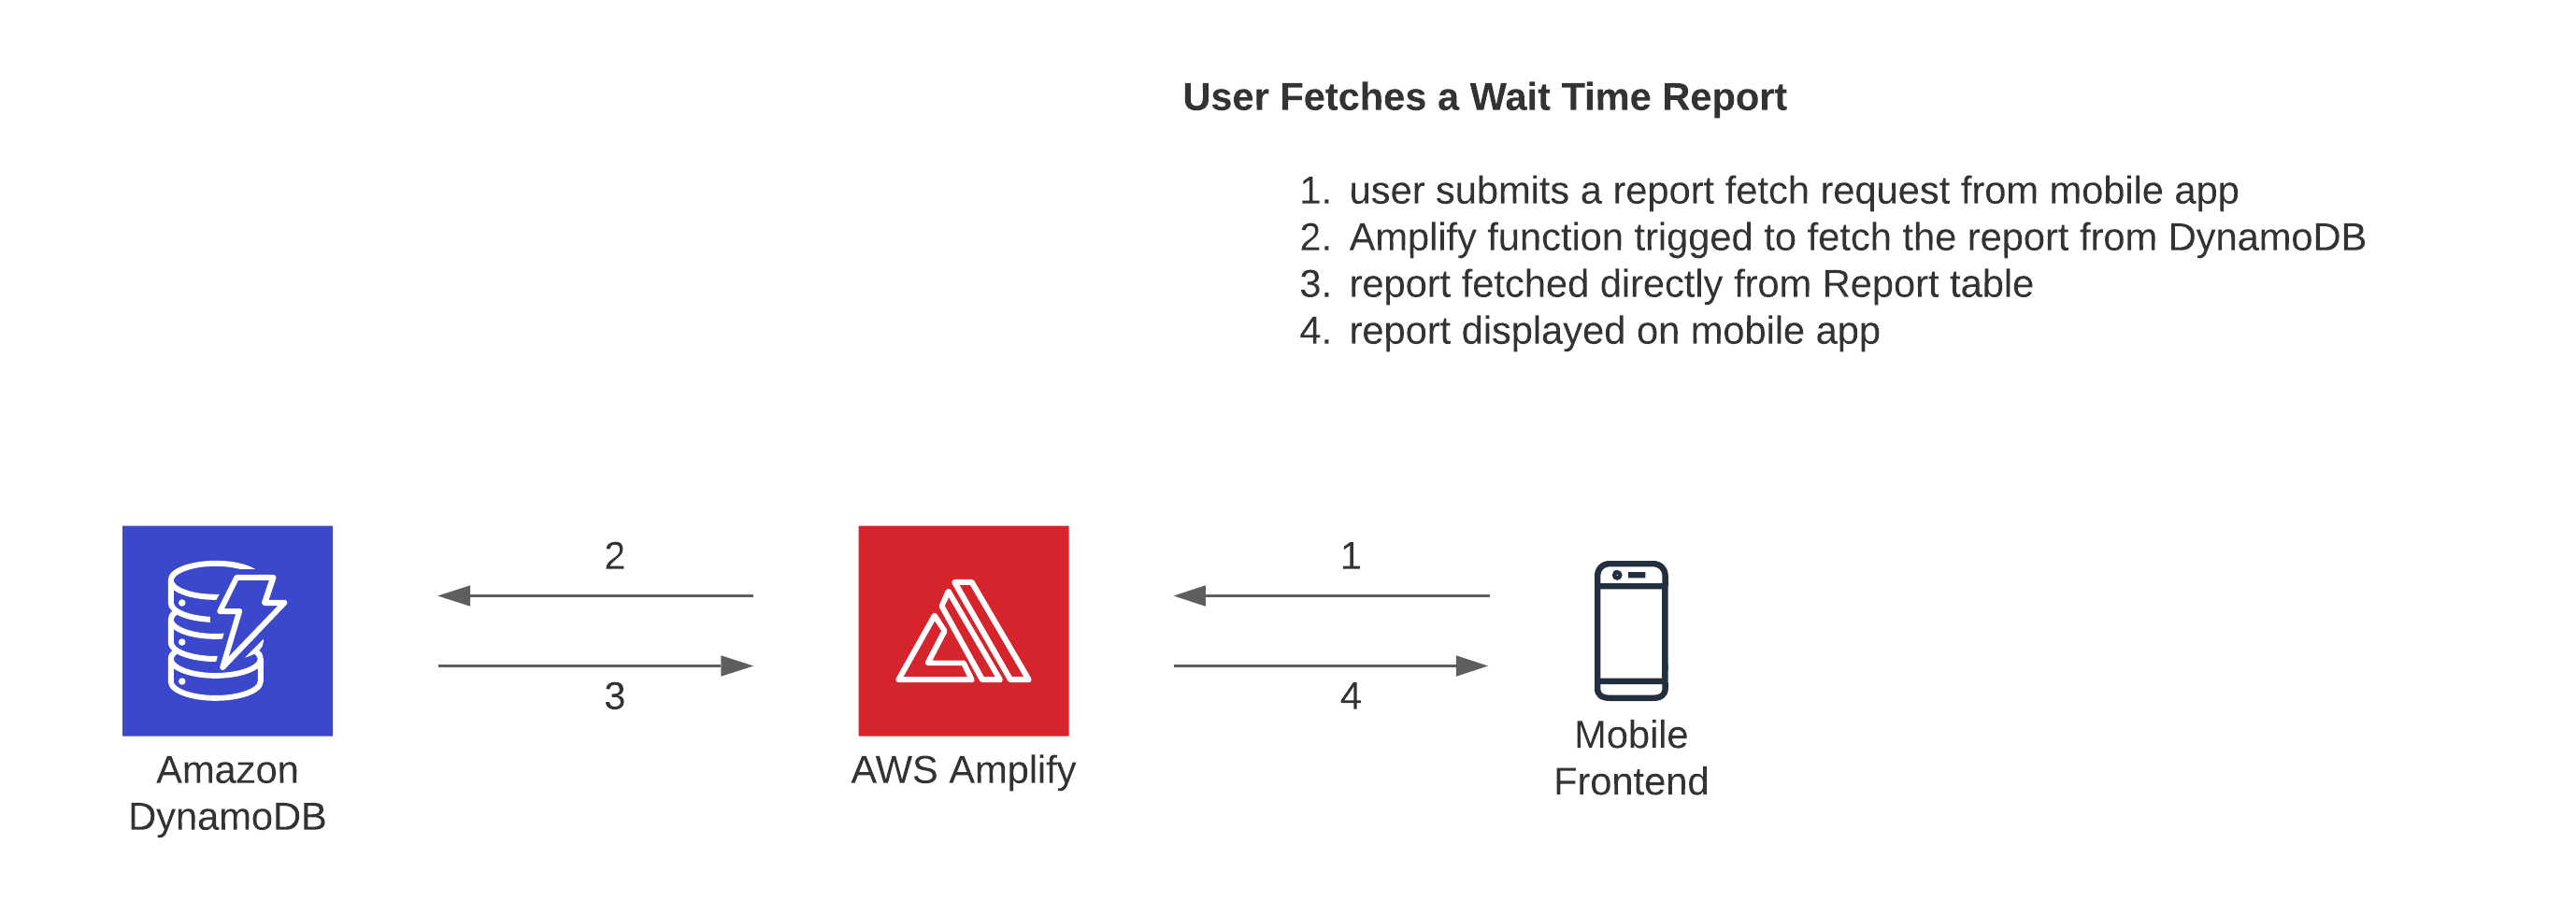 User Fetches a Wait Time Report
1. user submits a report fetch request from mobile app
2. Amplify function trigged to fetch the report from DynamoDB
3. report fetched directly from Report table
4. report displayed on mobile app
2
1
3
4
Amazon
DynamoDB
AWS Amplify
Mobile
Frontend